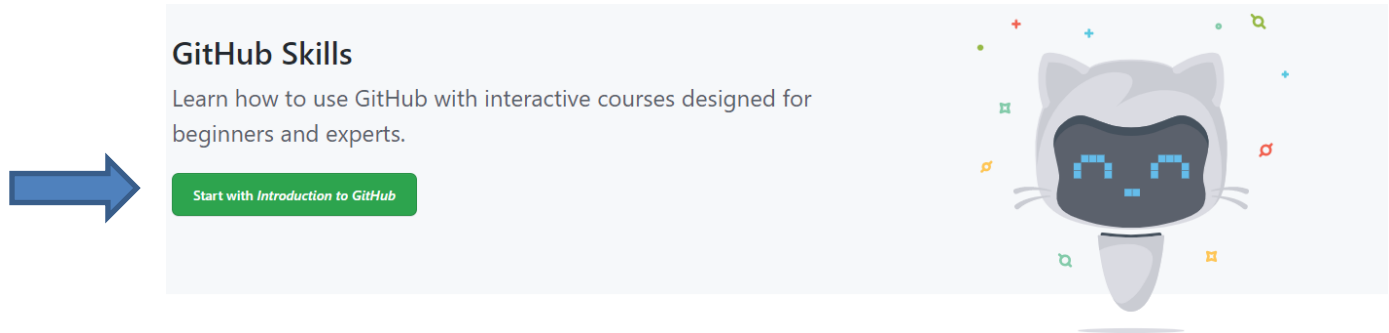 GitHub Skills
Learn how to use GitHub with interactive courses designed for
beginners and experts.
Start with Introduction to GitHub